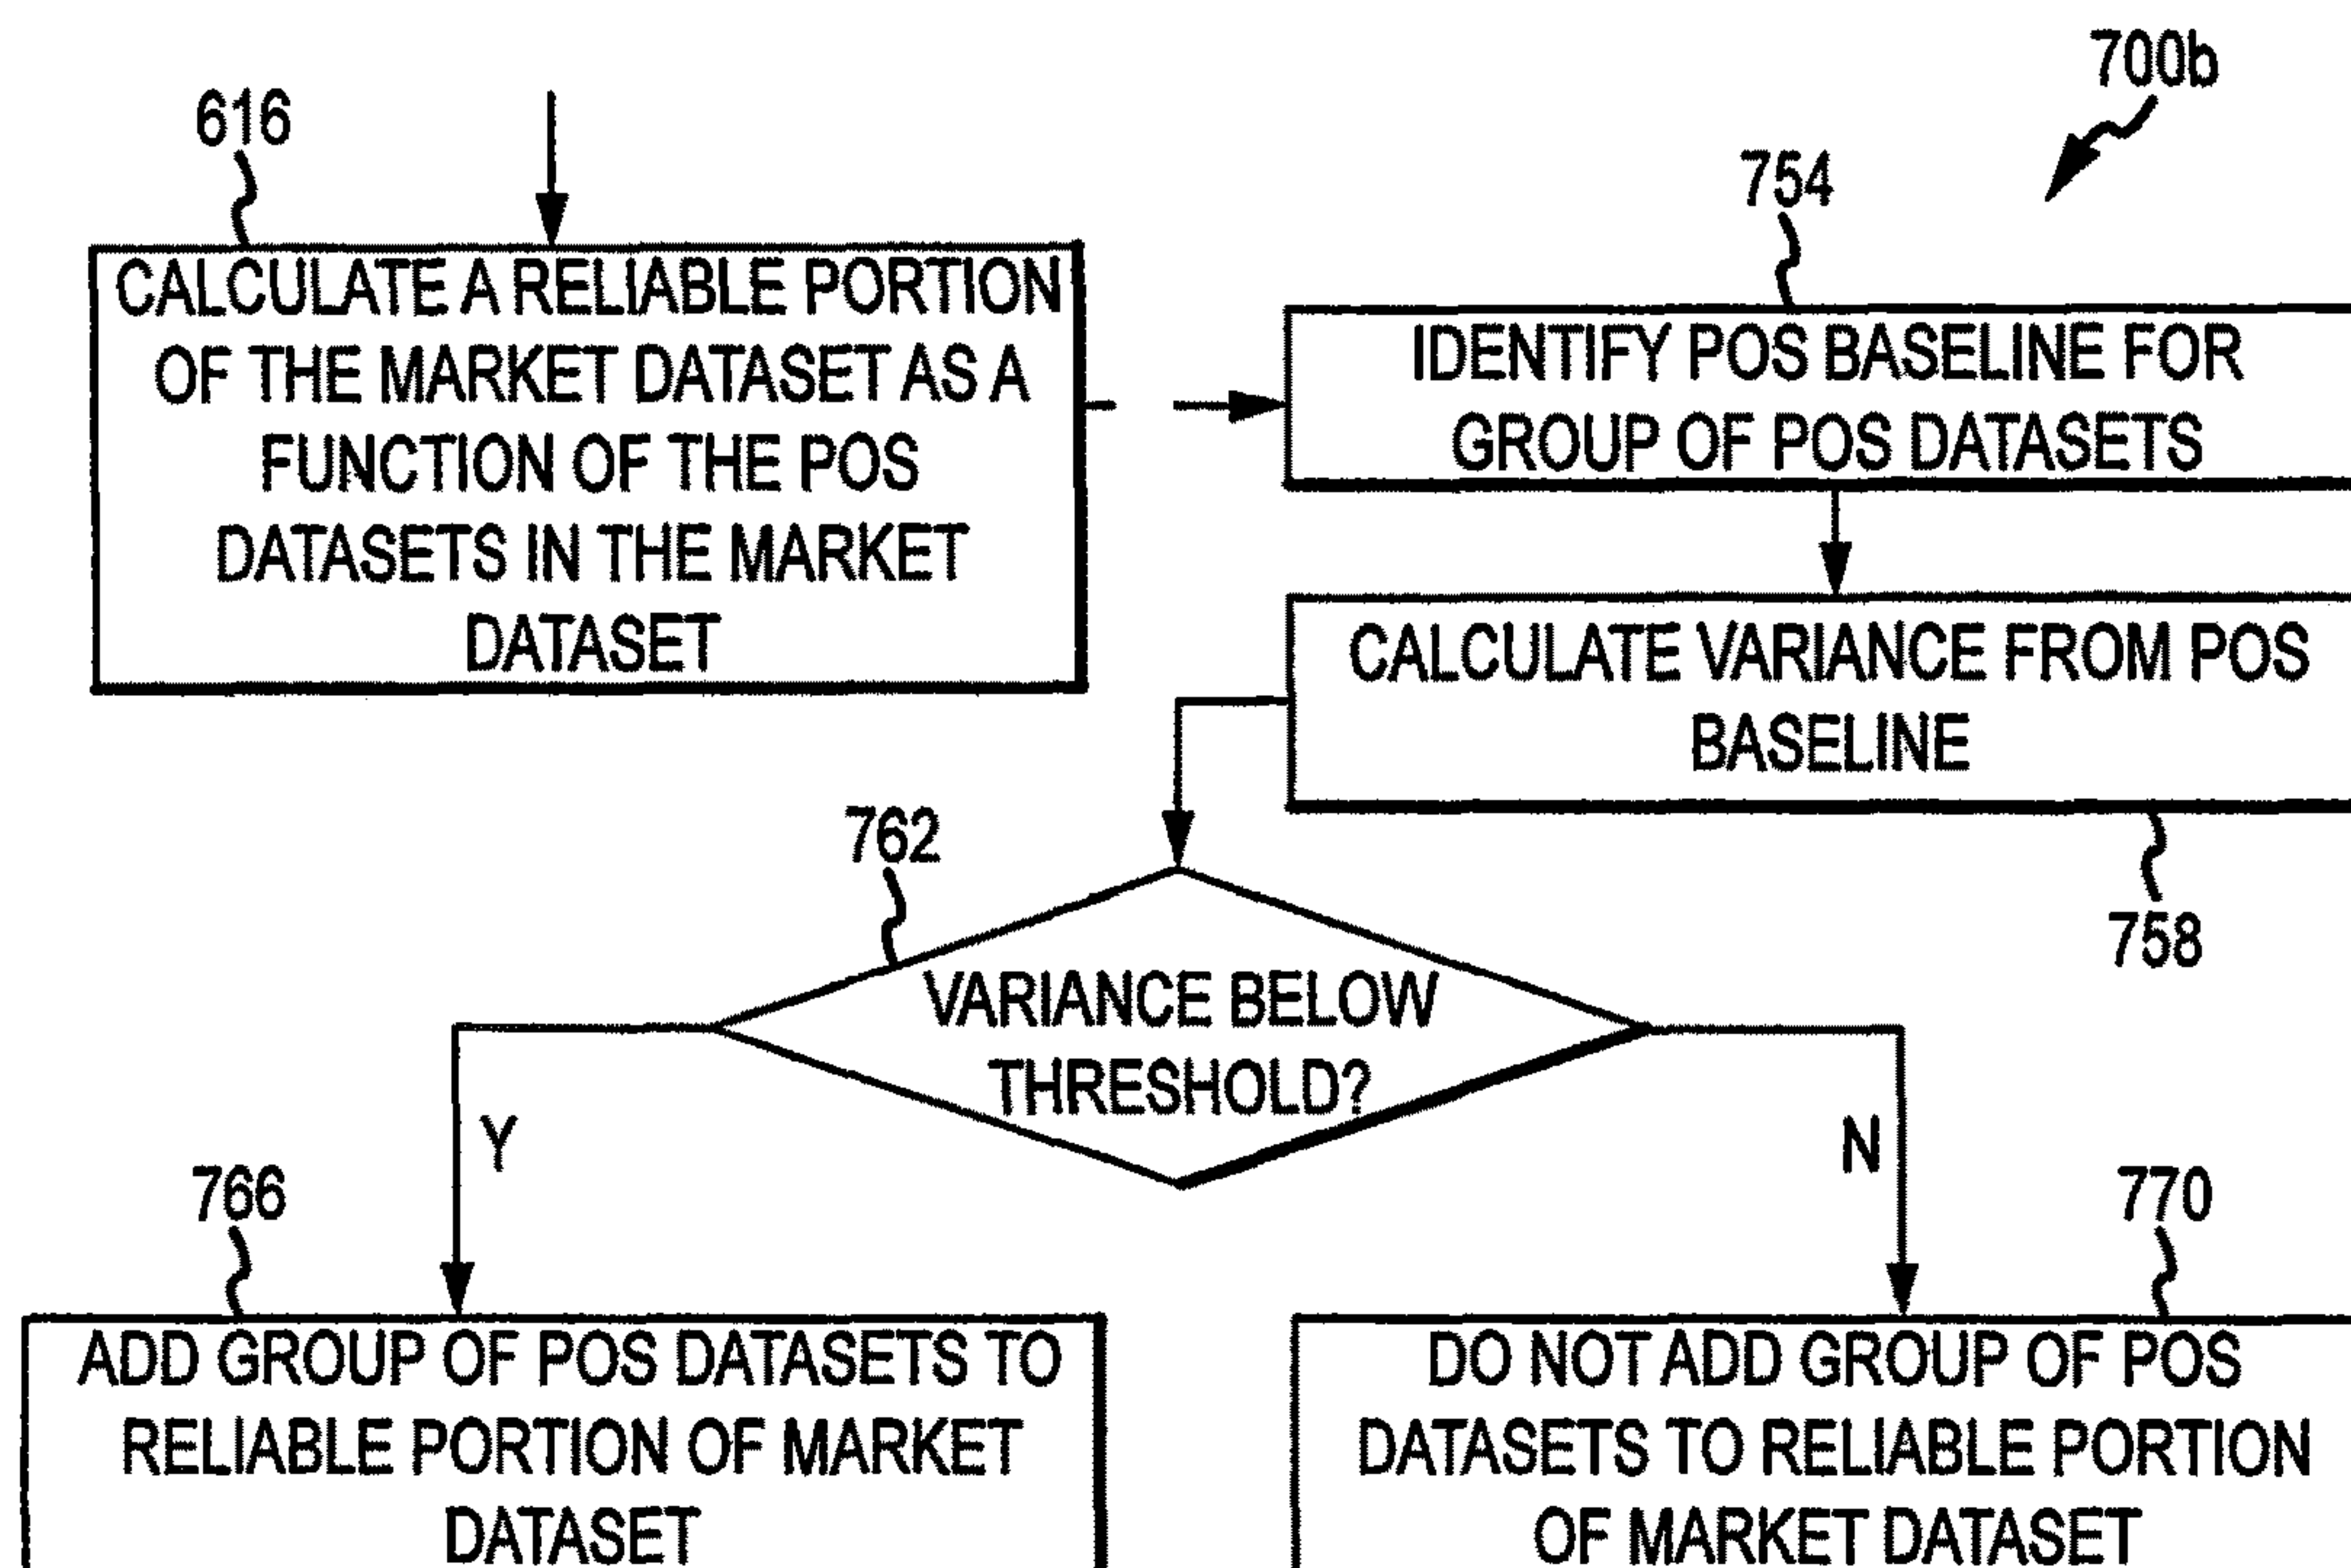 700b
616
CALCULATE A RELIABLE PORTION
OF THE MARKET DATASET AS A
FUNCTION OF THE POS
DATASETS IN THE MARKET
DATASET
754
IDENTIFY POS BASELINE FOR
GROUP OF POS DATASETS
CALCULATE VARIANCE FROM POS
BASELINE
758
762
VARIANCE BELOW
THRESHOLD?
Y
N
766
ADD GROUP OF POS DATASETS TO
RELIABLE PORTION OF MARKET
DATASET
770
DO NOT ADD GROUP OF POS
DATASETS TO RELIABLE PORTION
OF MARKET DATASET